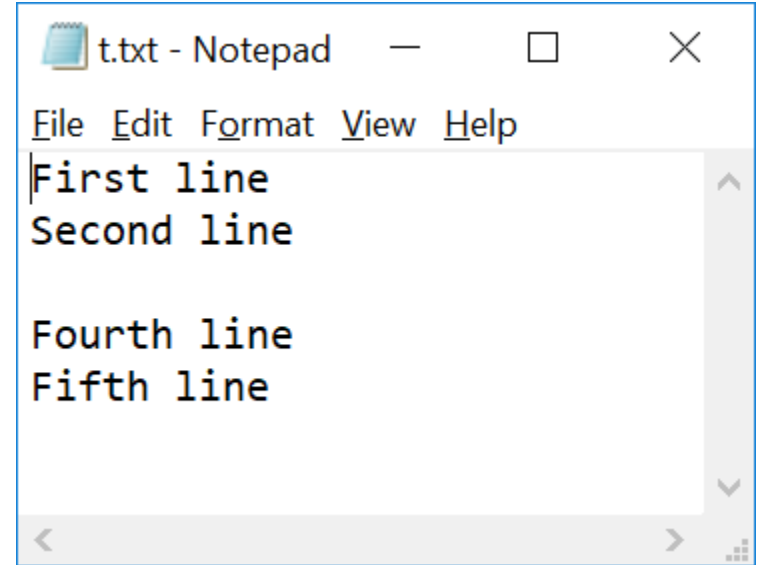 t.txt - Notepad
File Edit Format View Help
First line
Second line

Fourth line
Fifth line